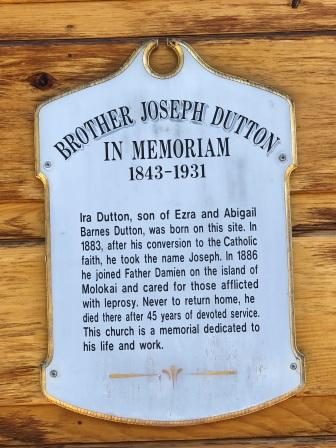 BROTHER JOSEPH DUTTON
IN MEMORIAM
1843-1931
Ira Dutton, son of Ezra and Abigail
Barnes Dutton, was born on this site. In
1883, after his conversion to the Catholic
faith, he took the name Joseph. In 1886
he joined Father Damien on the island of
Molokai and cared for those afflicted
with leprosy. Never to return home, he
died there after 45 years of devoted service.
This church is a memorial dedicated to
his life and work.